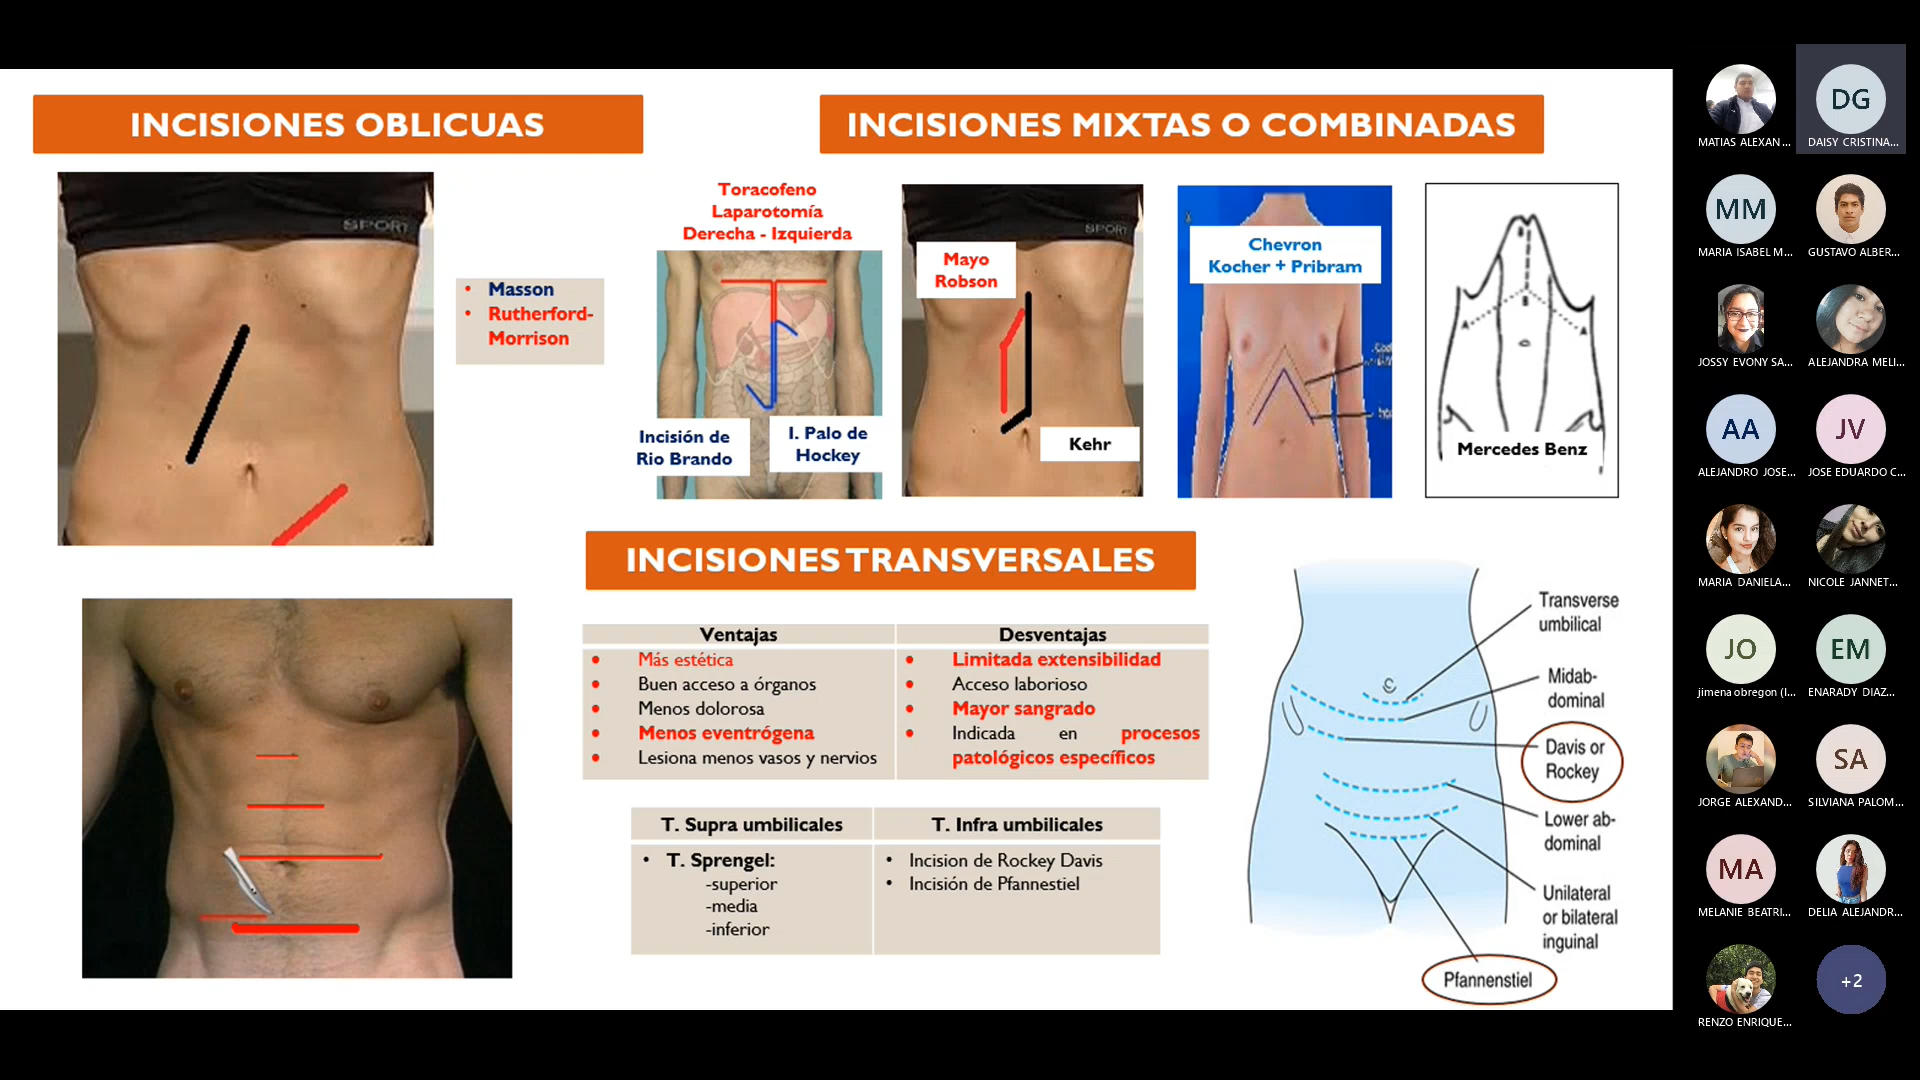 INCISIONES OBLICUAS
SPORT
• Masson
• Rutherford-
Morrison
INCISIONES MIXTAS O COMBINADAS
Toracofeno
Laparotomía
Derecha - Izquierda
Incisión de
Rio Brando
I. Palo de
Hockey
SPORT
Mayo
Robson
Kehr
Chevron
Kocher + Pribram
Mercedes Benz
INCISIONES TRANSVERSALES
Ventajas
• Más estética
• Buen acceso a órganos
• Menos dolorosa
• Menos eventrógena
• Lesiona menos vasos y nervios
Desventajas
• Limitada extensibilidad
• Acceso laborioso
• Mayor sangrado
• Indicada en procesos
patológicos específicos
T. Supra umbilicales
• T. Sprengel:
-superior
-media
-inferior
T. Infra umbilicales
• Incision de Rockey Davis
• Incisión de Pfannestiel
Transverse
umbilical
Midab-
dominal
Davis or
Rockey
Lower ab-
dominal
Unilateral
or bilateral
inguinal
Pfannenstiel
MATIAS ALEXAN...
DG
DAISY CRISTINA...
MM
MARIA ISABEL M...
GUSTAVO ALBER...
JOSSY EVONY SA...
ALEJANDRA MELI...
AA
ALEJANDRO JOSE...
JV
JOSE EDUARDO C...
MARIA DANIELA...
NICOLE JANNET...
JO
jimena obregon (I...
EM
ENARADY DIAZ...
JORGE ALEXAND...
SA
SILVIANA PALOM...
MA
MELANIE BEATRI...
DELIA ALEJANDR...
RENZO ENRIQUE...
+2